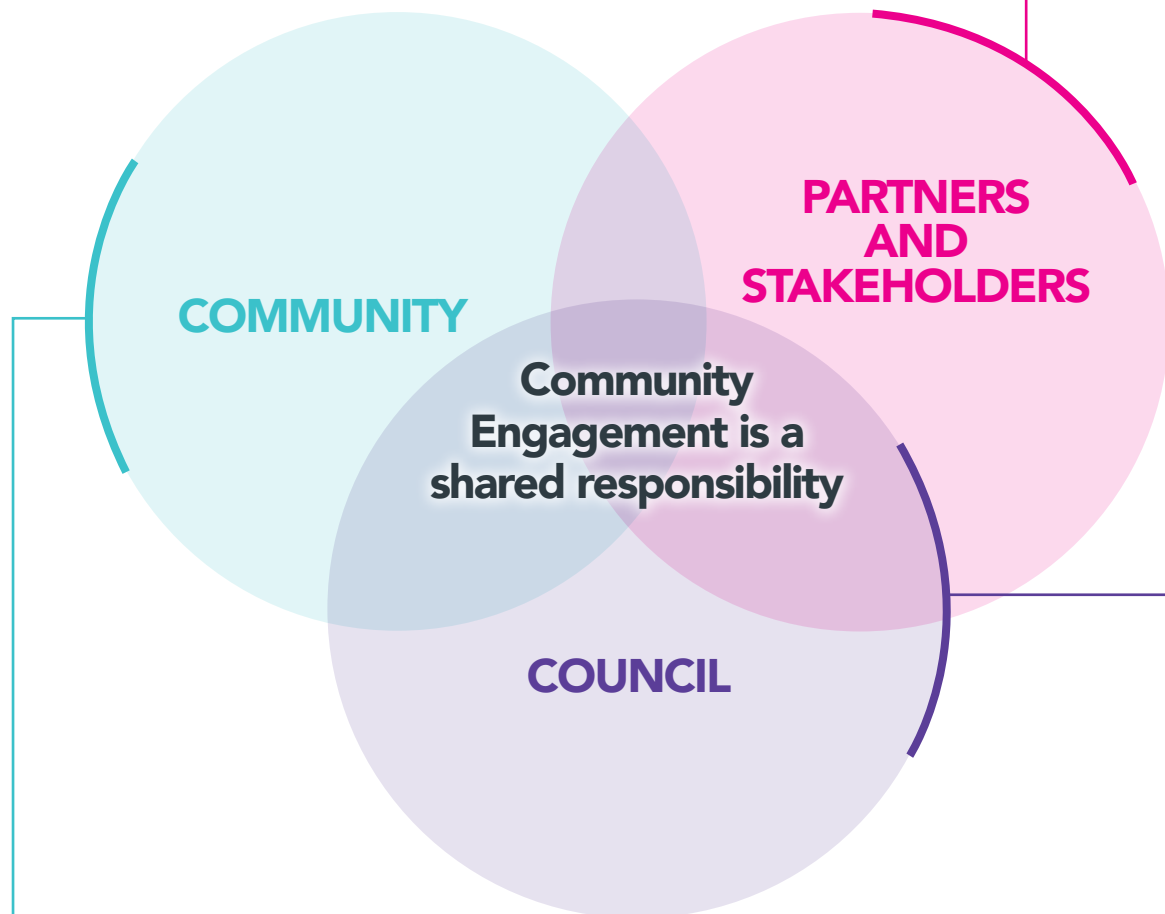 PARTNERS
AND
STAKEHOLDERS
COMMUNITY
Community
Engagement is a
shared responsibility
COUNCIL